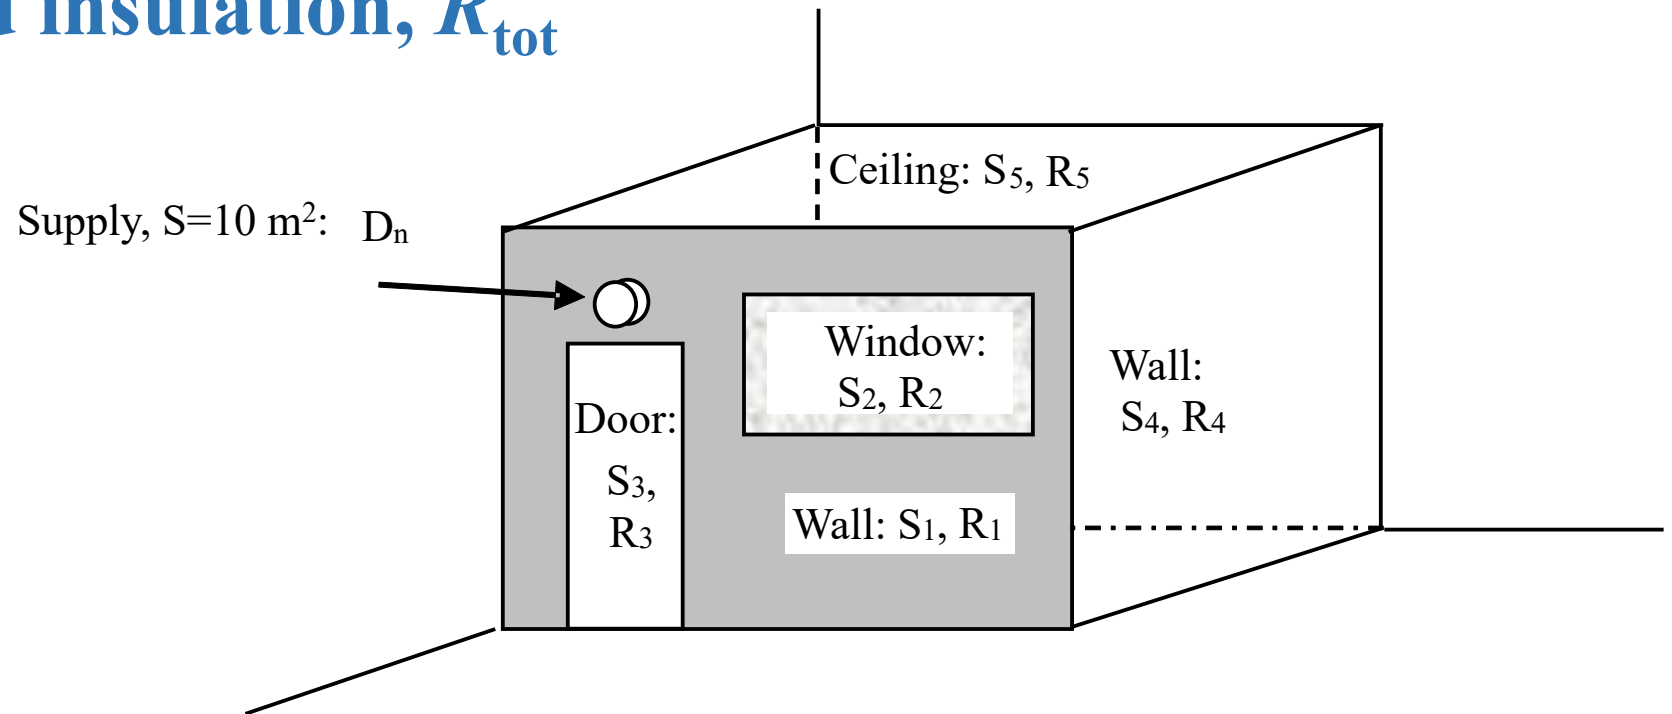 insulation, Rtot
Ceiling: S5, R5
Supply, S=10 m²: Dn
Window:
S2, R2
Wall:
S4, R4
Door:
S3,
R3
Wall: S1, R1